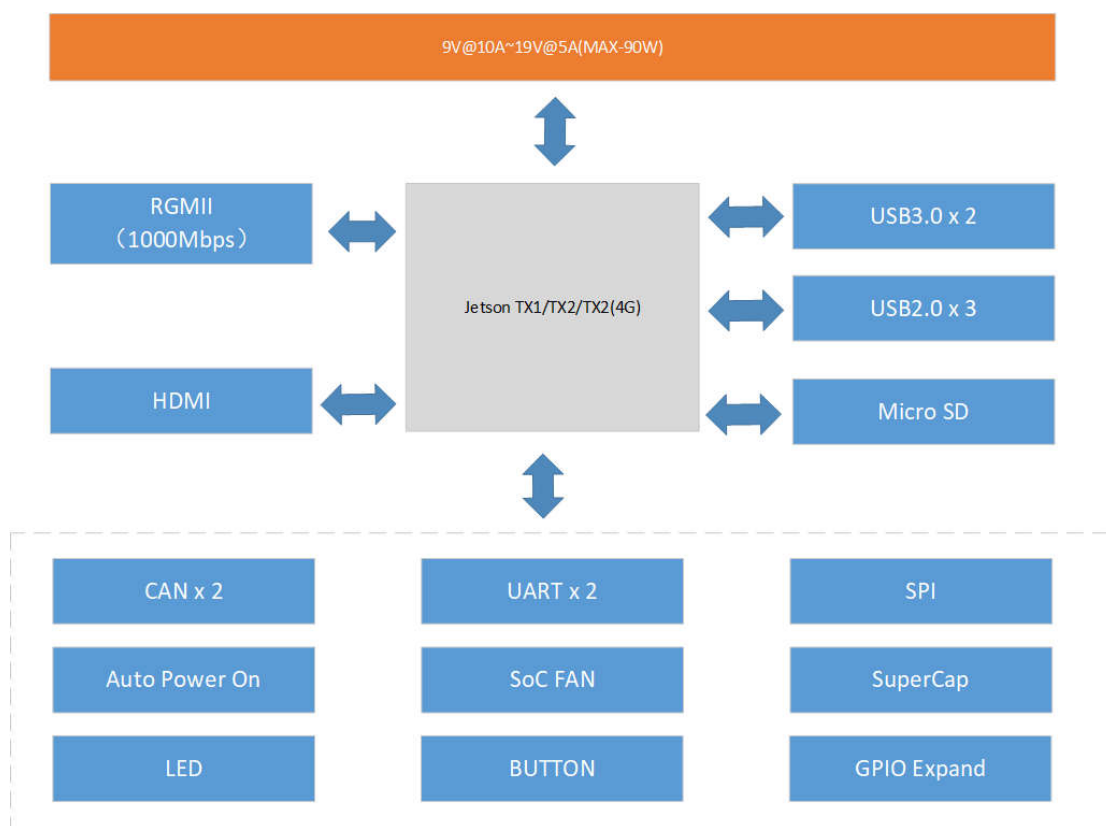 9V@10A~19V@5A(MAX-90W)
RGMII
（1000Mbps）
HDMI
Jetson TX1/TX2/TX2(4G)
USB3.0 x 2
USB2.0 x 3
Micro SD
CAN x 2
UART x 2
SPI
Auto Power On
SoC FAN
SuperCap
LED
BUTTON
GPIO Expand